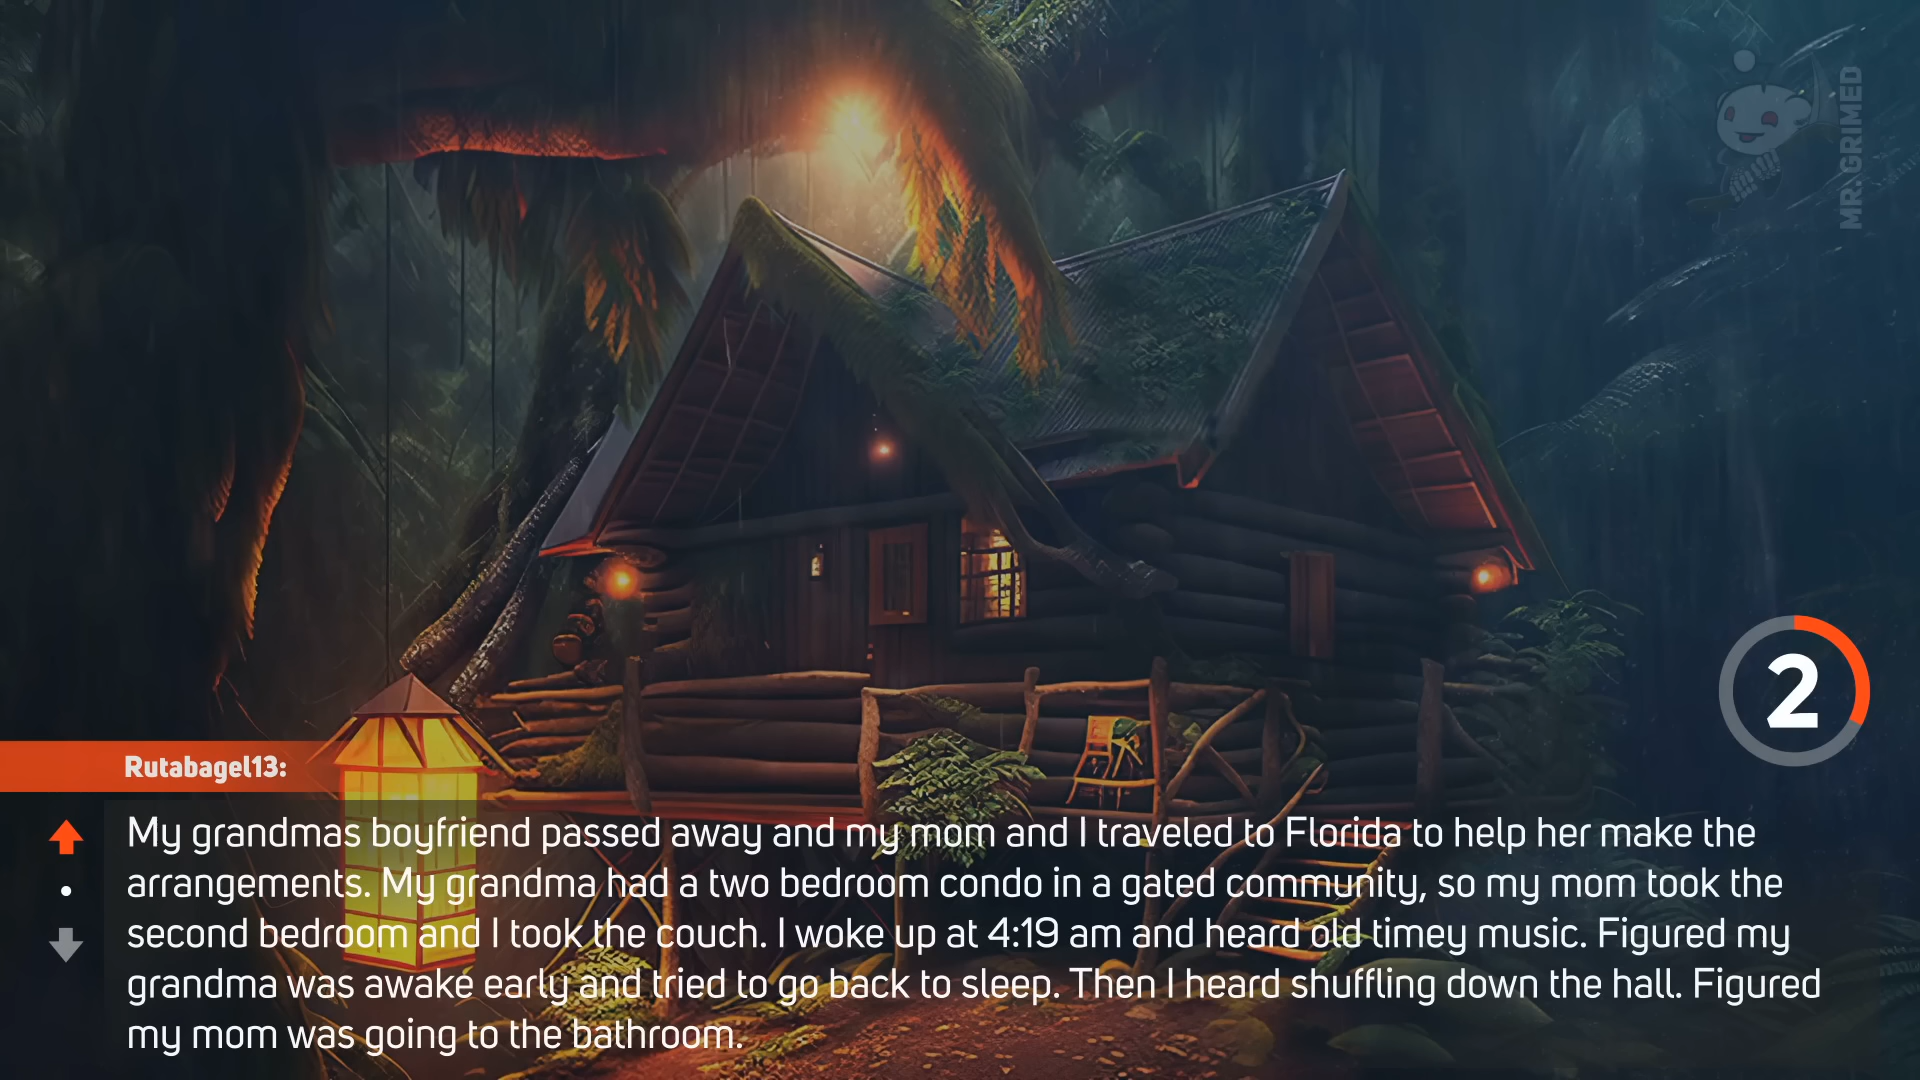 MR.GRIMED
2
Rutabagel13:
My grandmas boyfriend passed away and my mom and I traveled to Florida to help her make the
arrangements. My grandma had a two bedroom condo in a gated community, so my mom took the
second bedroom and I took the couch. I woke up at 4:19 am and heard old timey music. Figured my
grandma was awake early and tried to go back to sleep. Then I heard shuffling down the hall. Figured
my mom was going to the bathroom.